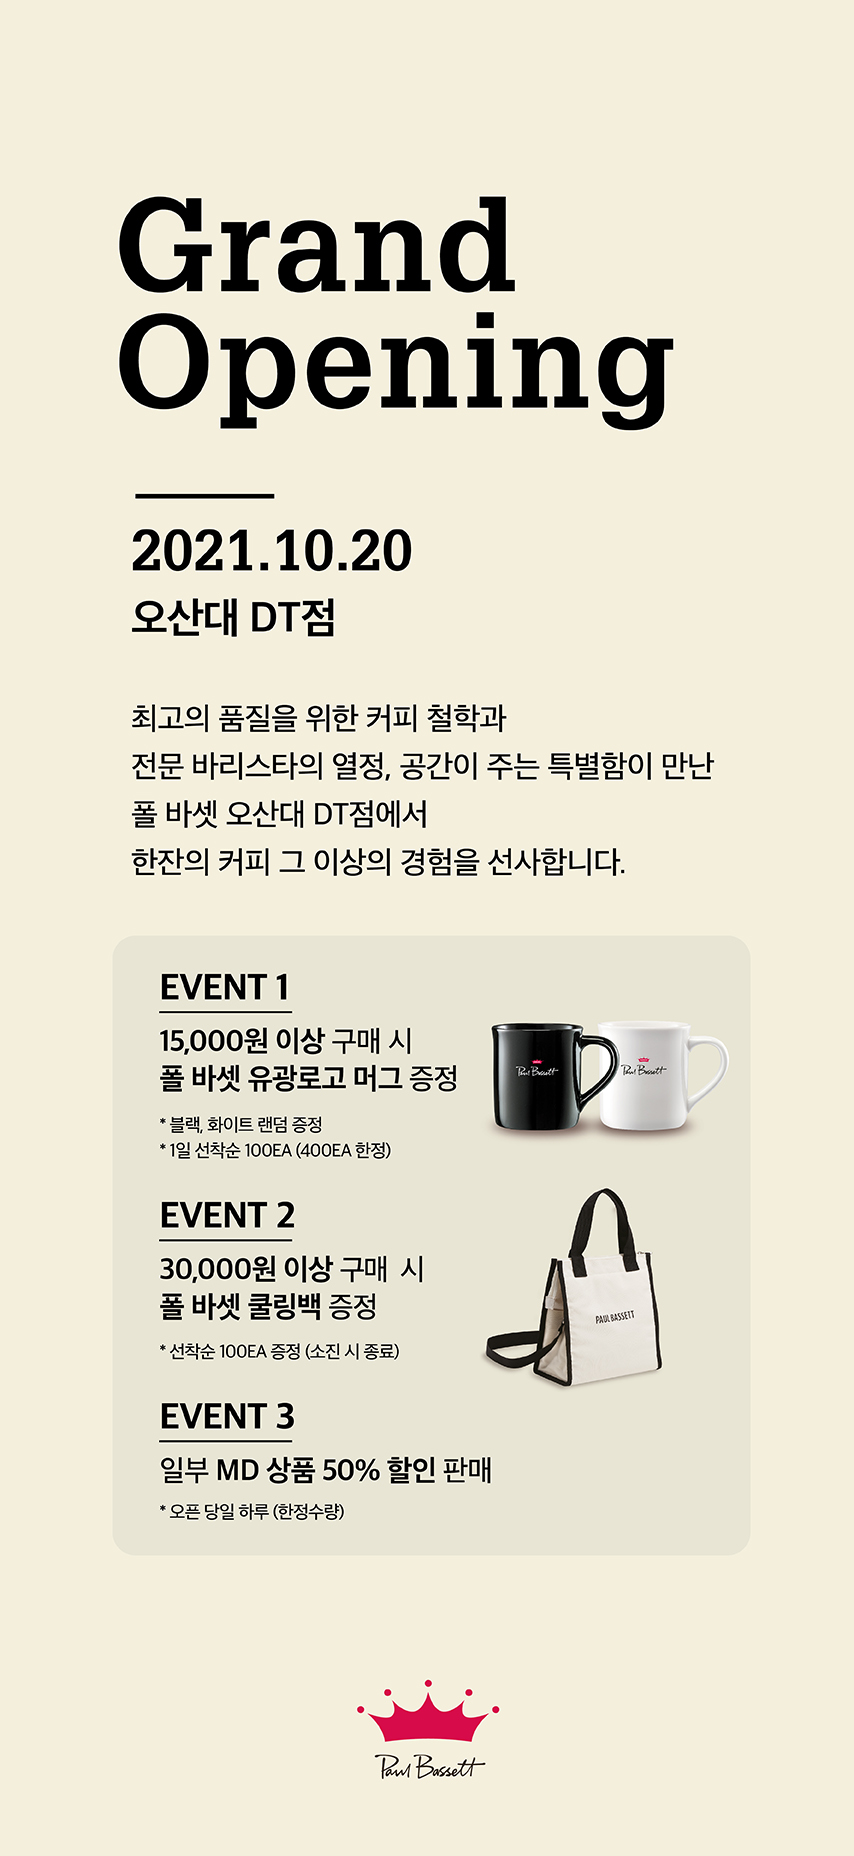 Grand
Opening
2021.10.20
오산대 DT점
최고의 품질을 위한 커피 철학과
전문 바리스타의 열정, 공간이 주는 특별함이 만난
폴 바셋 오산대 DT점에서
한잔의 커피 그 이상의 경험을 선사합니다.
EVENT 1
15,000원 이상 구매 시
폴 바셋 유광로고 머그 증정
* 블랙, 화이트 랜덤 증정
* 1일 선착순 100EA (400EA 한정)
Paul Bassett
Paul Bassett
EVENT 2
30,000원 이상 구매 시
폴 바셋 쿨링백 증정
* 선착순 100EA 증정 (소진 시 종료)
PAUL BASSETT
EVENT 3
일부 MD 상품 50% 할인 판매
* 오픈 당일 하루 (한정수량)
Paul Bassett